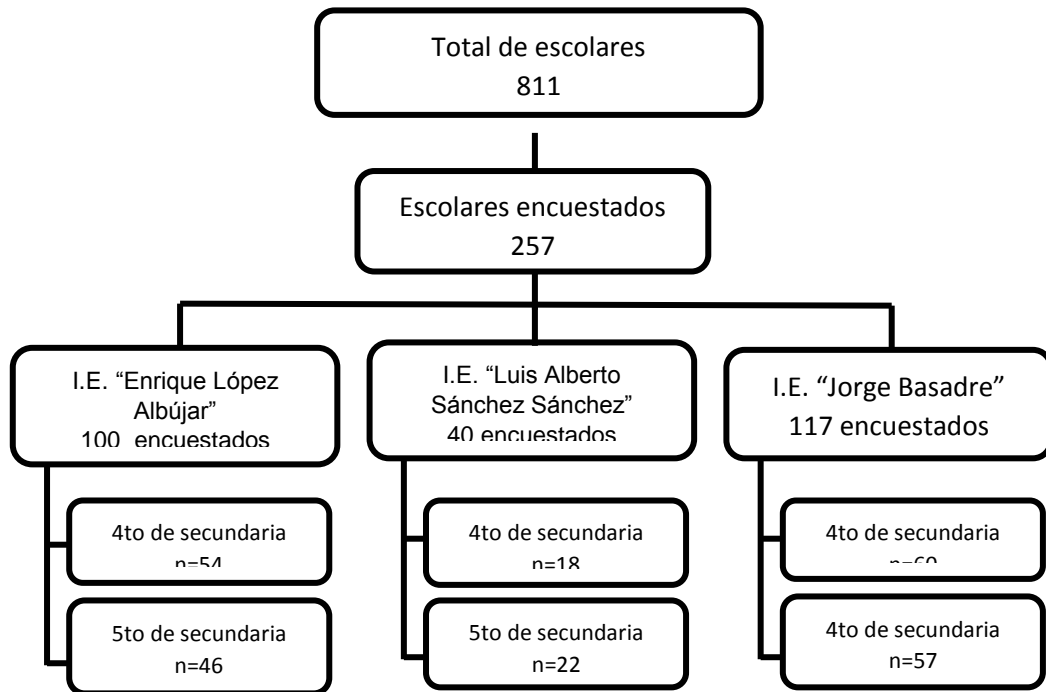 Total de escolares
811
Escolares encuestados
257
I.E. “Enrique López
Albújar”
100 encuestados
4to de secundaria
n=54
5to de secundaria
n=46
I.E. “Luis Alberto
Sánchez Sánchez”
40 encuestados
4to de secundaria
n=18
5to de secundaria
n=22
I.E. “Jorge Basadre”
117 encuestados
4to de secundaria
n=60
4to de secundaria
n=57